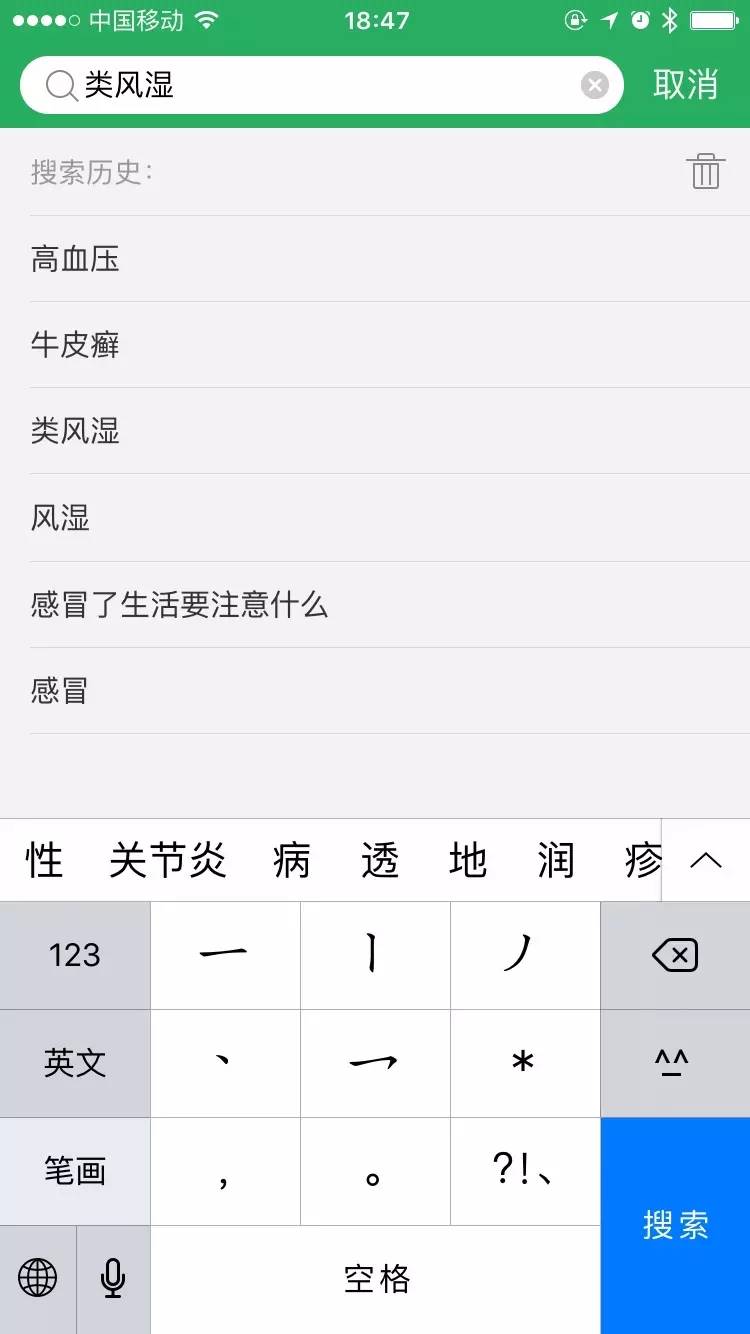 中国移动 18:47
类风湿 取消
搜索历史：
高血压
牛皮癣
类风湿
风湿
感冒了生活要注意什么
感冒
性 关节炎 病 透 地 润 疹
123 一 丨 丿
英文 丶 乛 * ^^
笔画 , 。 ?!、
搜索
空格